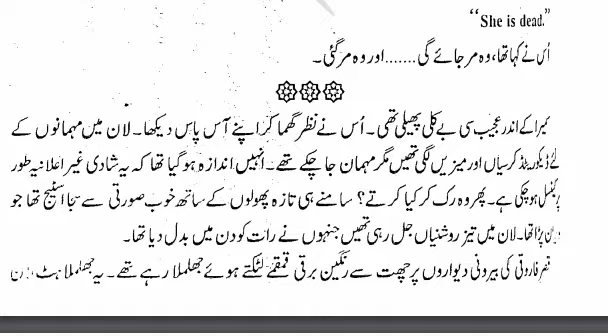 “She is dead.”
اُس نے کہا تھا، وہ مر جائے گی.......اور وہ مر گئی۔
کبرا کے اندر عجیب سی بے کلی پھیلی تھی۔ اُس نے نظر گھما کر اپنے آس پاس دیکھا۔ لان میں مہمانوں کے
لئے ڈیکوریٹڈ کرسیاں اور میزیں لگی تھیں مگر مہمان جا چکے تھے۔ انہیں اندازہ ہو گیا تھا کہ یہ شادی غیر اعلانیہ طور
پر کینسل ہو چکی ہے۔ پھر وہ رک کر کیا کرتے؟ سامنے ہی تازہ پھولوں کے ساتھ خوب صورتی سے سجا اسٹیج تھا جو
پڑا تھا۔ لان میں تیز روشنیاں جل رہی تھیں جنہوں نے رات کو دن میں بدل دیا تھا۔
قصر فاروقی کی بیرونی دیواروں پر چھت سے رنگین برقی قمقمے لٹکتے ہوئے جھلملا رہے تھے۔ یہ جھلملاہٹ